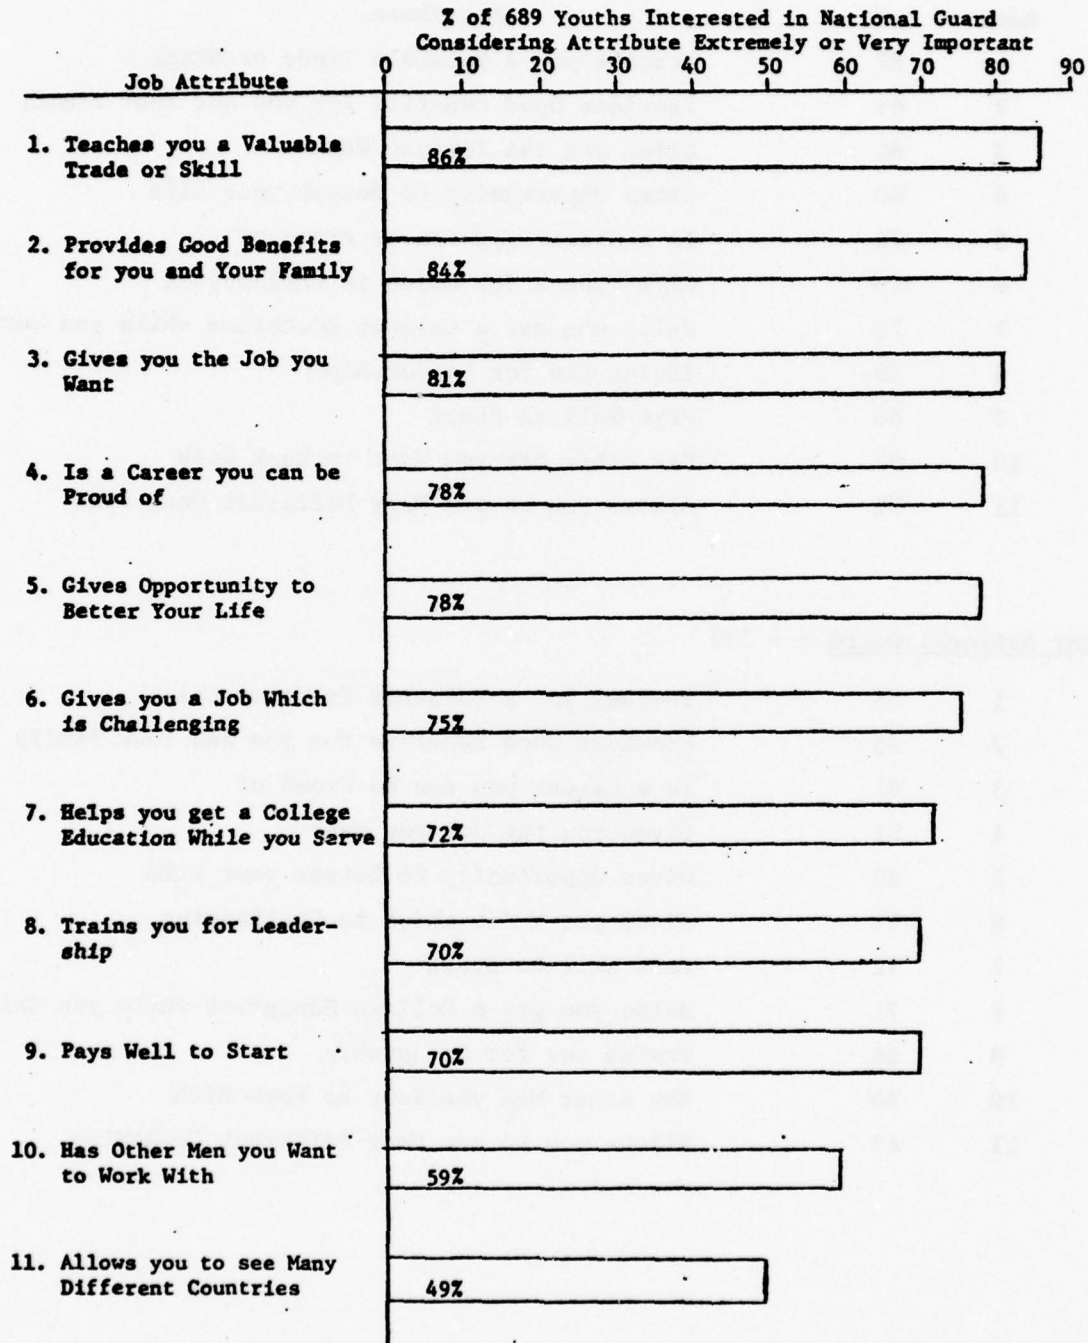 % of 689 Youths Interested in National Guard
Considering Attribute Extremely or Very Important
Job Attribute
0 10 20 30 40 50 60 70 80 90
1. Teaches you a Valuable
Trade or Skill
86%
2. Provides Good Benefits
for you and Your Family
84%
3. Gives you the Job you
Want
81%
4. Is a Career you can be
Proud of
78%
5. Gives Opportunity to
Better Your Life
78%
6. Gives you a Job Which
is Challenging
75%
7. Helps you get a College
Education While you Serve
72%
8. Trains you for Leader-
ship
70%
9. Pays Well to Start
70%
10. Has Other Men you Want
to Work With
59%
11. Allows you to see Many
Different Countries
49%